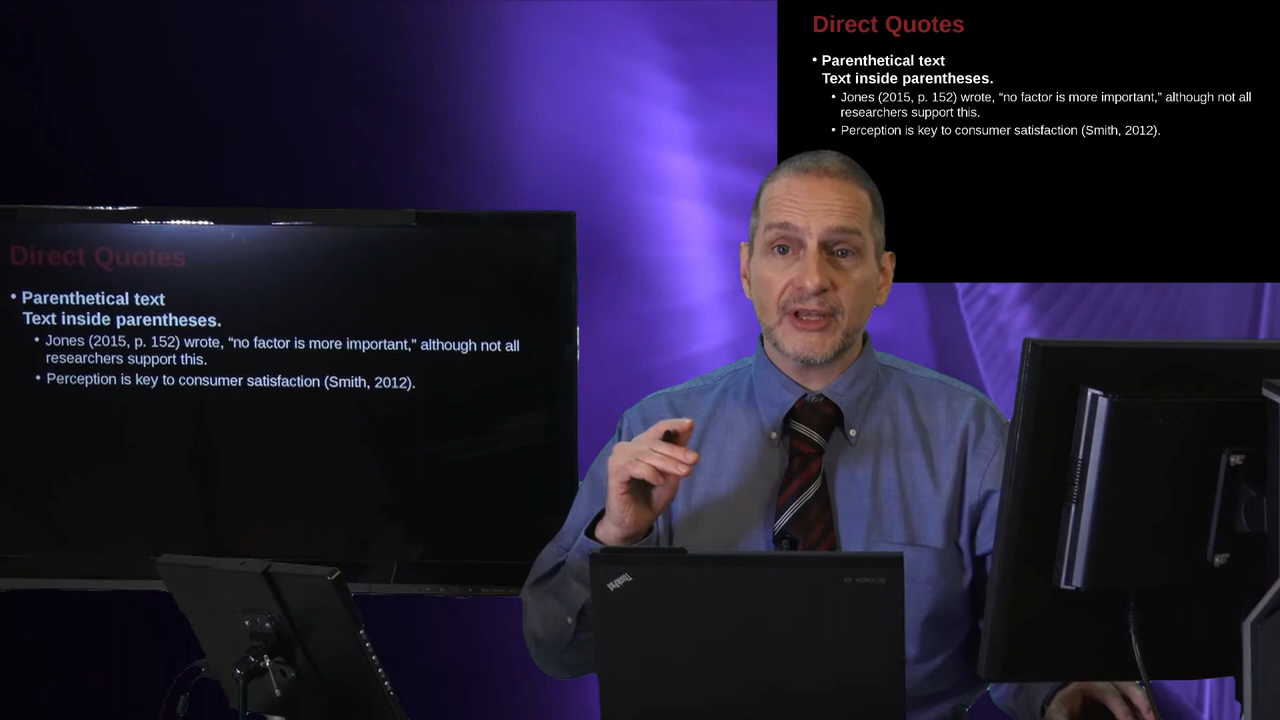 Direct Quotes
• Parenthetical text
Text inside parentheses.
• Jones (2015, p. 152) wrote, “no factor is more important,” although not all
researchers support this.
• Perception is key to consumer satisfaction (Smith, 2012).
Direct Quotes
• Parenthetical text
Text inside parentheses.
• Jones (2015, p. 152) wrote, “no factor is more important,” although not all
researchers support this.
• Perception is key to consumer satisfaction (Smith, 2012).
ThinkPad